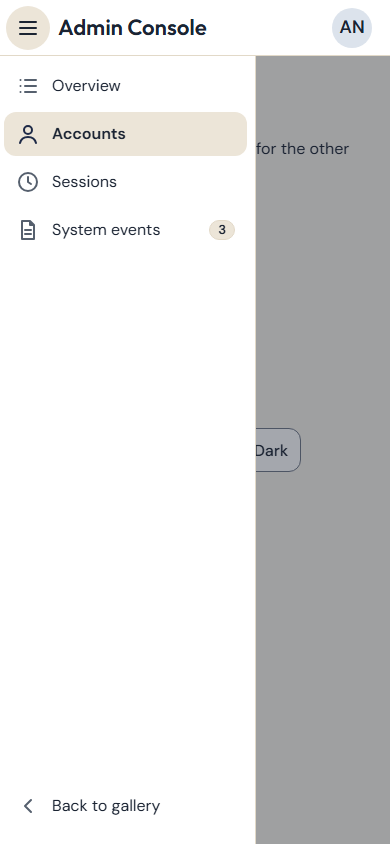 Admin Console
AN
Overview
Accounts
for the other
Sessions
System events 3
Dark
Back to gallery